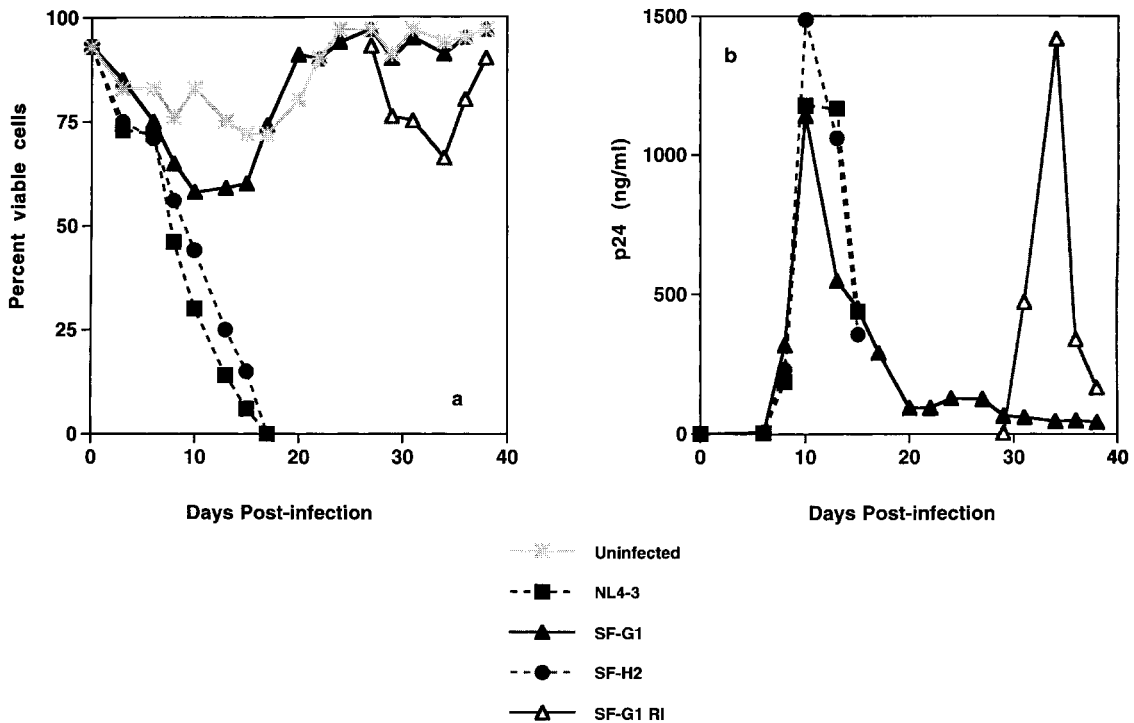 100
75
50
25
0
Percent viable cells
a
0 10 20 30 40
Days Post-infection
1500
1000
500
0
p24 (ng/ml)
b
0 10 20 30 40
Days Post-infection
Uninfected
NL4-3
SF-G1
SF-H2
SF-G1 RI